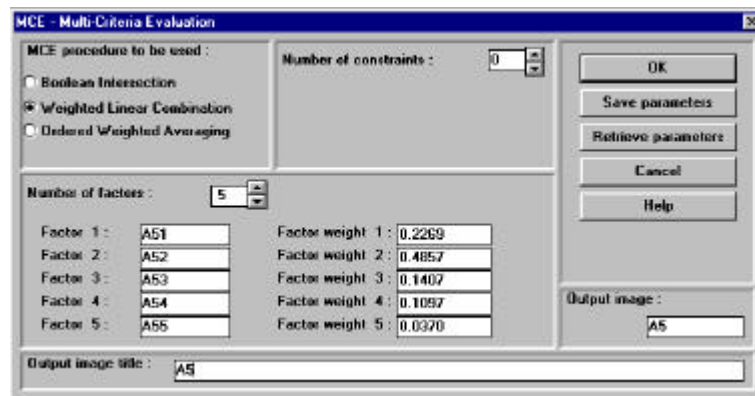 MCE - Multi-Criteria Evaluation
MCE procedure to be used :
Boolean Intersection
Weighted Linear Combination
Ordered Weighted Averaging
Number of constraints : 0
OK
Save parameters
Retrieve parameters
Cancel
Help
Number of factors : 5
Factor 1 : A51 Factor weight 1 : 0.2269
Factor 2 : A52 Factor weight 2 : 0.4857
Factor 3 : A53 Factor weight 3 : 0.1407
Factor 4 : A54 Factor weight 4 : 0.1097
Factor 5 : A55 Factor weight 5 : 0.0370
Output image :
A5
Output image title : A5